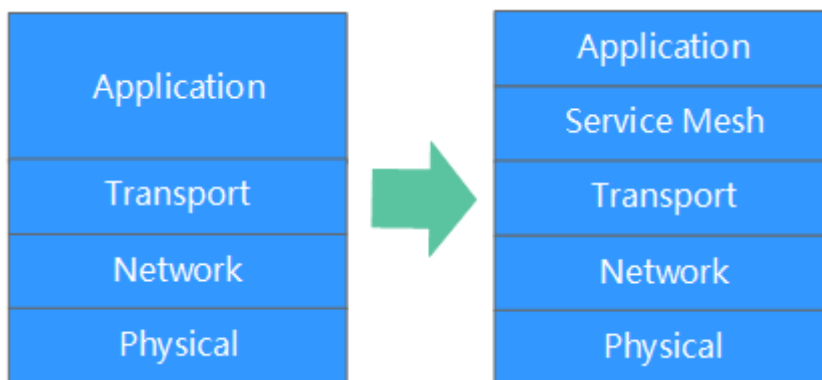 Application
Transport
Network
Physical
Application
Service Mesh
Transport
Network
Physical